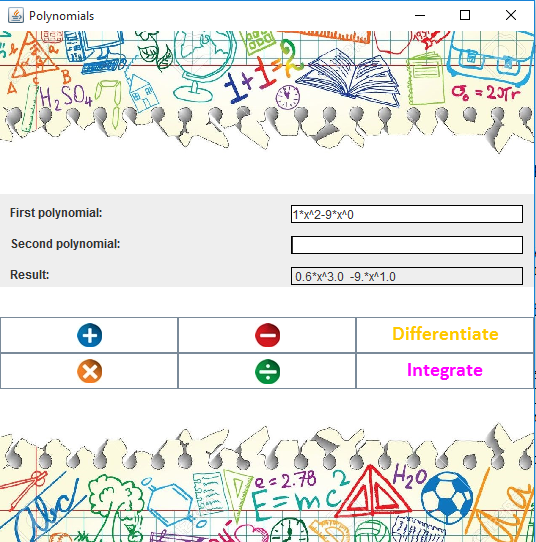 Polynomials
A
B
C
H₂SO₄
1+1=2
σ₀ = 2πr
First polynomial:
1*x^2-9*x^0
Second polynomial:
Result:
0.6*x^3.0 -9.*x^1.0
Differentiate
Integrate
e = 2.78
H₂O
Abc
E=mc²